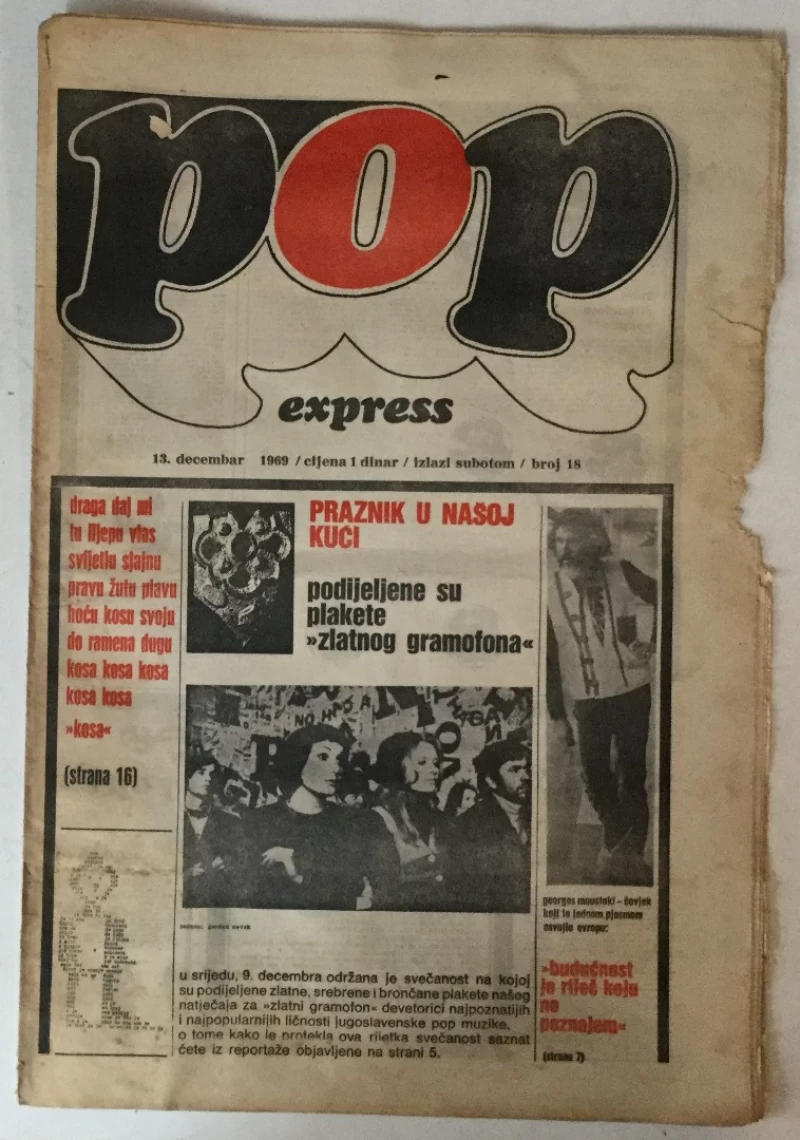 pop
express
13. decembar 1969 / cijena 1 dinar / izlazi subotom / broj 18
draga daj mi
tu lijepu vlas
svijetlu sjajnu
pravu žutu plavu
hoću kosu svoju
do ramena dugu
kosa kosa kosa
kosa kosa
»kosa«
(strana 16)
PRAZNIK U NAŠOJ
KUĆI
podijeljene su
plakete
»zlatnog gramofona«
u srijedu, 9. decembra održana je svečanost na kojoj
su podijeljene zlatne, srebrene i brončane plakete našeg
natječaja za »zlatni gramofon« devetorici najpoznatijih
i najpopularnijih ličnosti jugoslavenske pop muzike.
o tome kako je protekla ova rijetka svečanost saznat
ćete iz reportaže objavljene na strani 5.
georges moustaki – čovjek
koji je jednom pjesmom
osvojio evropu:
»budućnost
je riječ koju
ne
poznajem«
(strana 7)